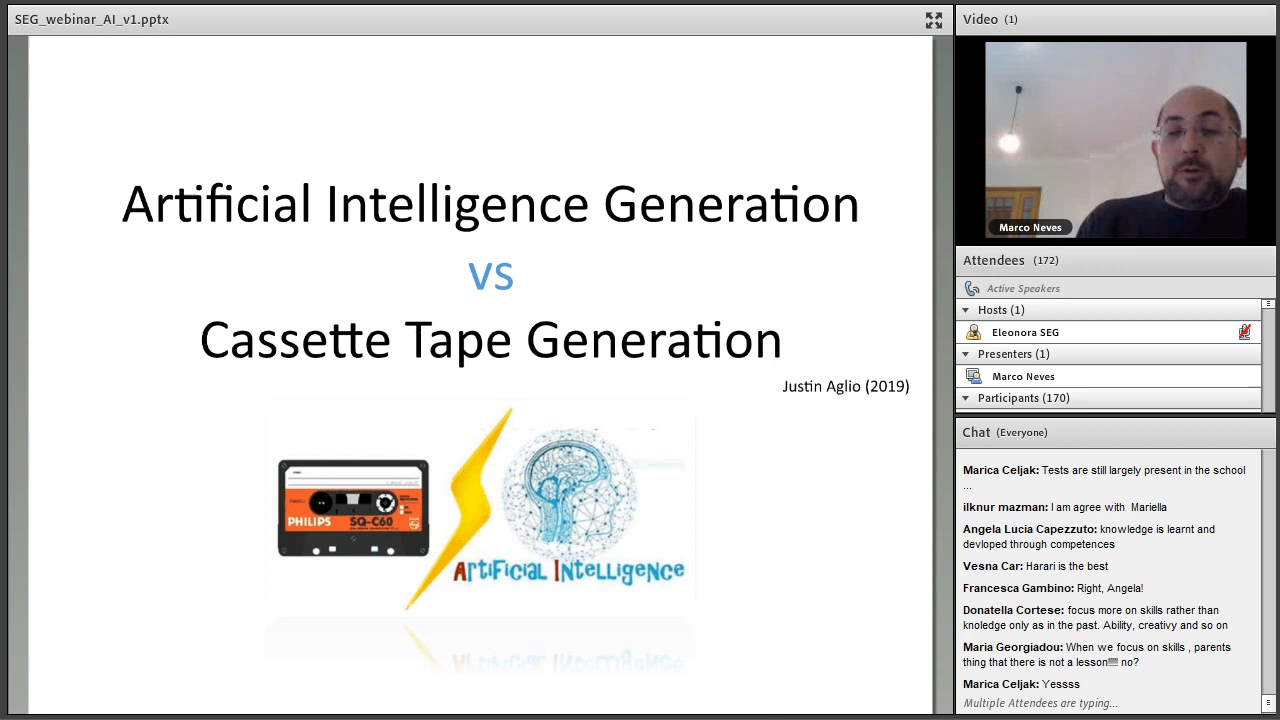 SEG_webinar_AI_v1.pptx
Artificial Intelligence Generation
vs
Cassette Tape Generation
Justin Aglio (2019)
PHILIPS
SQ-C60
Artificial Intelligence
Video (1)
Marco Neves
Attendees (172)
Active Speakers
Hosts (1)
Eleonora SEG
Presenters (1)
Marco Neves
Participants (170)
Chat (Everyone)
Marica Celjak: Tests are still largely present in the school
...
ilknur mazman: I am agree with Mariella
Angela Lucia Capezzuto: knowledge is learnt and
devloped through competences
Vesna Car: Harari is the best
Francesca Gambino: Right, Angela!
Donatella Cortese: focus more on skills rather than
knoledge only as in the past. Ability, creativy and so on
Maria Georgiadou: When we focus on skills , parents
thing that there is not a lesson!!!!! no?
Marica Celjak: Yessss
Multiple Attendees are typing...